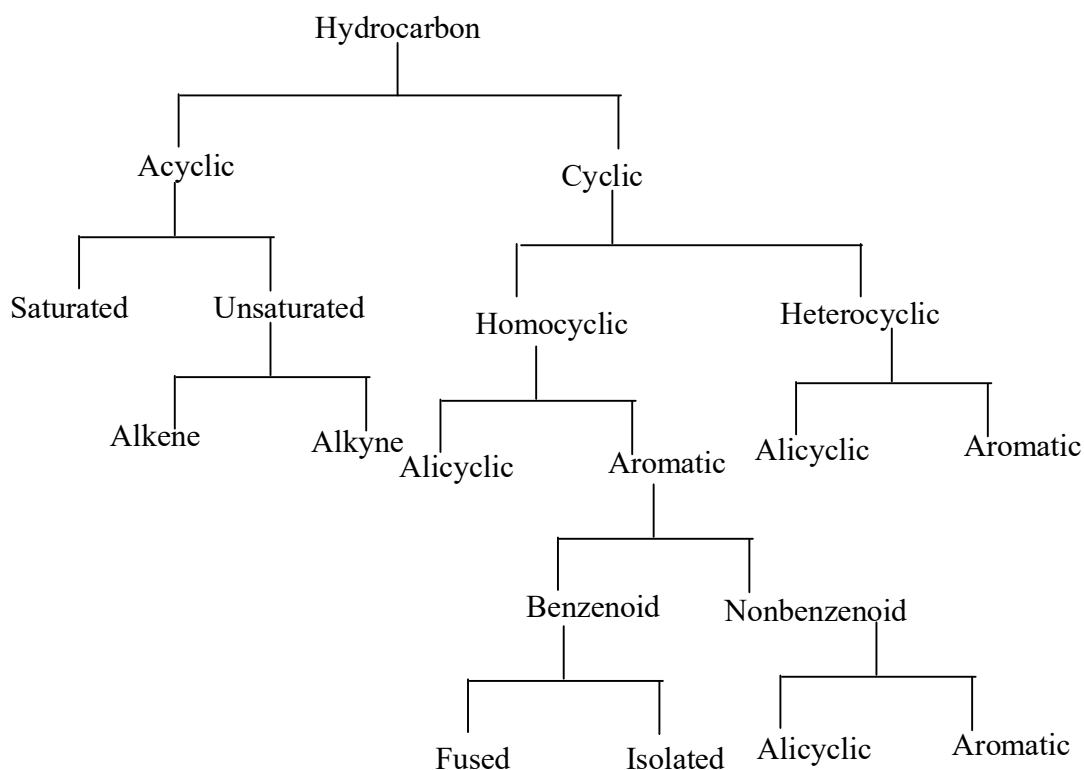 Hydrocarbon
Acyclic
Cyclic
Saturated
Unsaturated
Homocyclic
Heterocyclic
Alkene
Alkyne
Alicyclic
Aromatic
Alicyclic
Aromatic
Benzenoid
Nonbenzenoid
Fused
Isolated
Alicyclic
Aromatic